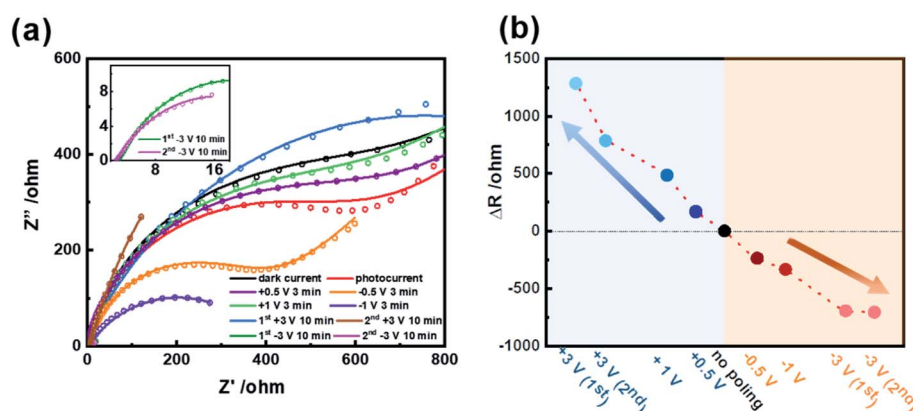 (a)
600
400
200
0
Z'' /ohm
0 200 400 600 800
Z' /ohm
8
4
0
8 16
1st -3 V 10 min
2nd -3 V 10 min
dark current photocurrent
+0.5 V 3 min -0.5 V 3 min
+1 V 3 min -1 V 3 min
1st +3 V 10 min 2nd +3 V 10 min
1st -3 V 10 min 2nd -3 V 10 min
(b)
1500
1000
500
0
-500
-1000
ΔR /ohm
+3 V (1st)
+3 V (2nd)
+1 V
+0.5 V
no poling
-0.5 V
-1 V
-3 V (1st)
-3 V (2nd)